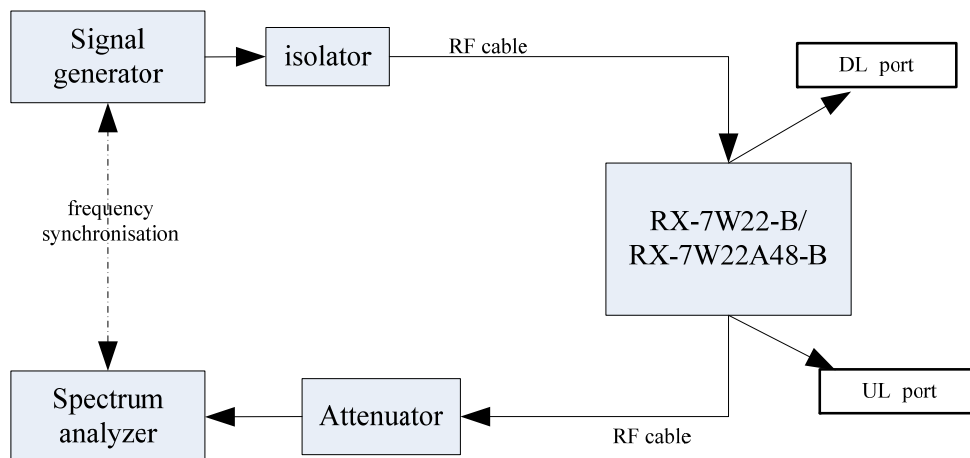 Signal
generator
isolator
RF cable
DL port
frequency
synchronisation
RX-7W22-B/
RX-7W22A48-B
Spectrum
analyzer
Attenuator
RF cable
UL port